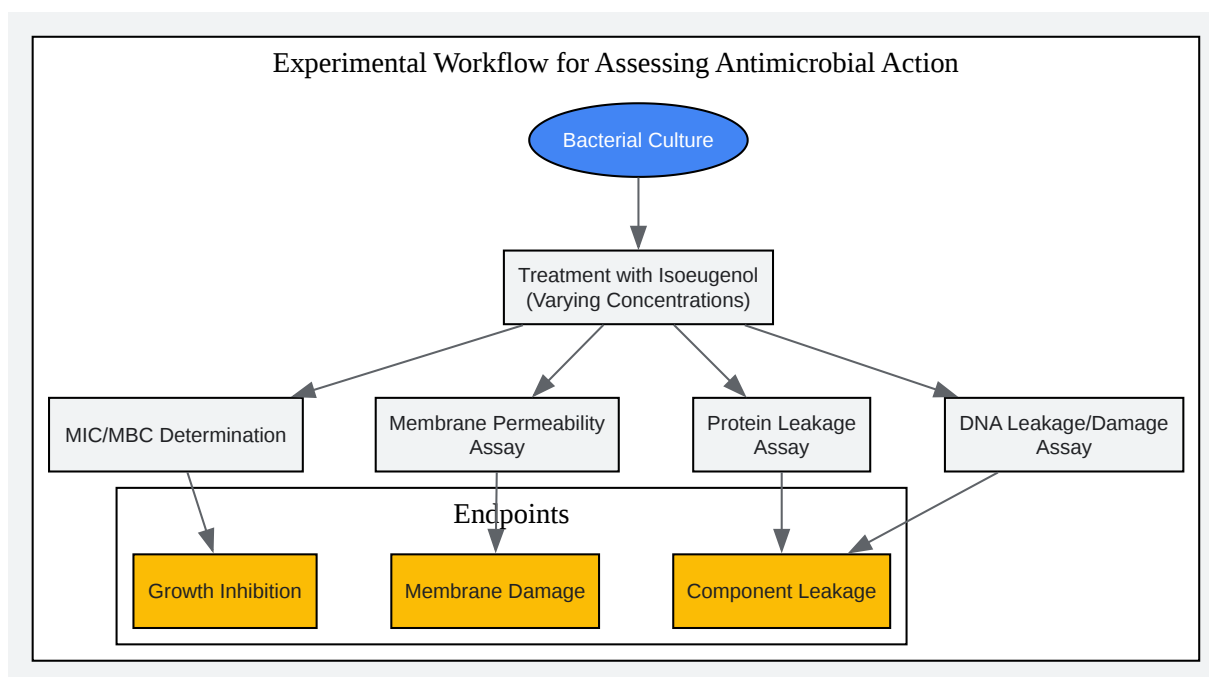 Experimental Workflow for Assessing Antimicrobial Action
Bacterial Culture
Treatment with Isoeugenol
(Varying Concentrations)
MIC/MBC Determination
Membrane Permeability
Assay
Protein Leakage
Assay
DNA Leakage/Damage
Assay
Endpoints
Growth Inhibition
Membrane Damage
Component Leakage